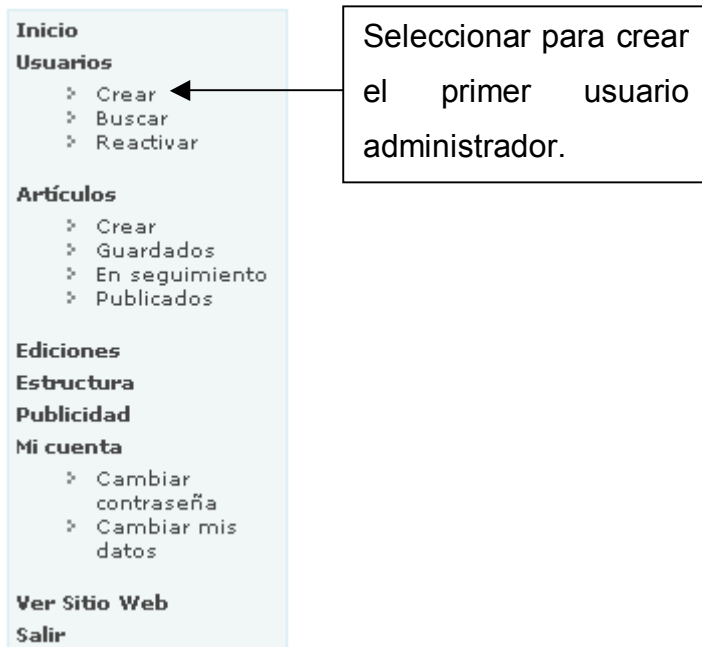 Inicio
Usuarios
Crear
Buscar
Reactivar
Artículos
Crear
Guardados
En seguimiento
Publicados
Ediciones
Estructura
Publicidad
Mi cuenta
Cambiar
contraseña
Cambiar mis
datos
Ver Sitio Web
Salir
Seleccionar para crear
el primer usuario
administrador.